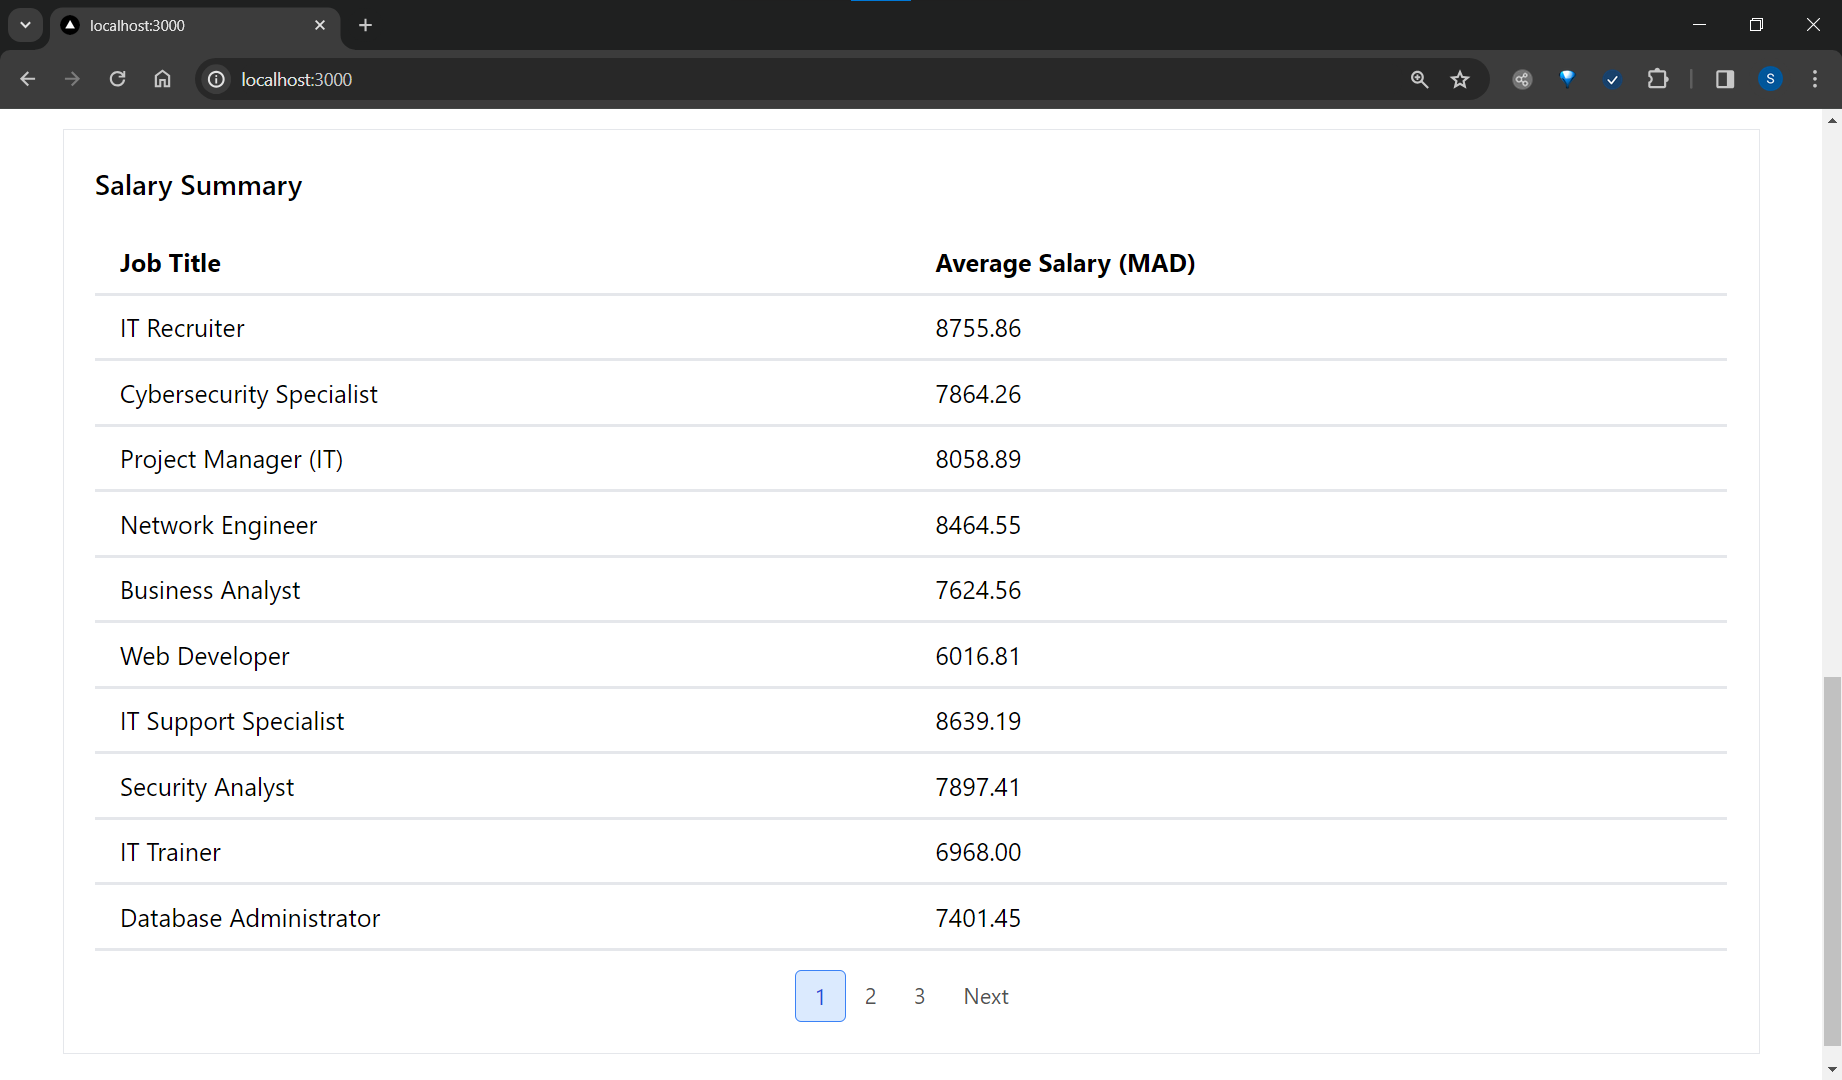 localhost:3000
localhost:3000
S
Salary Summary
Job Title Average Salary (MAD)
IT Recruiter 8755.86
Cybersecurity Specialist 7864.26
Project Manager (IT) 8058.89
Network Engineer 8464.55
Business Analyst 7624.56
Web Developer 6016.81
IT Support Specialist 8639.19
Security Analyst 7897.41
IT Trainer 6968.00
Database Administrator 7401.45
1 2 3 Next